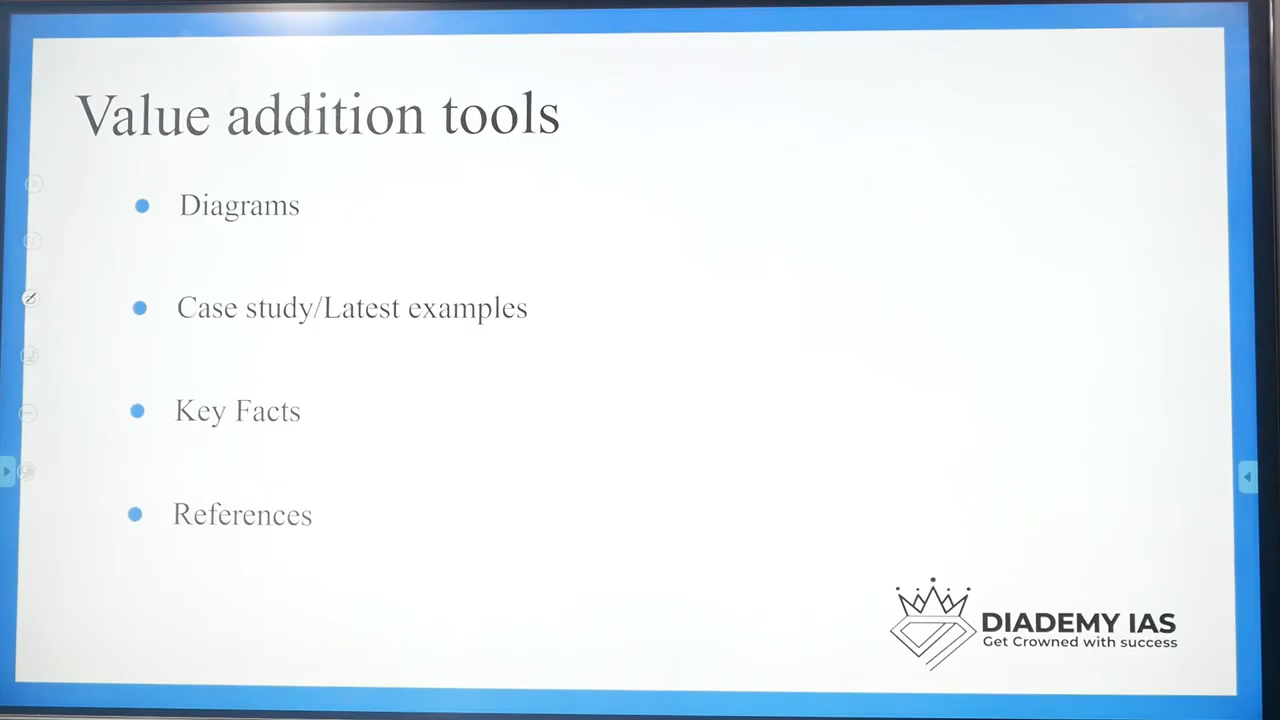 Value addition tools
Diagrams
Case study/Latest examples
Key Facts
References
DIADEMY IAS
Get Crowned with success